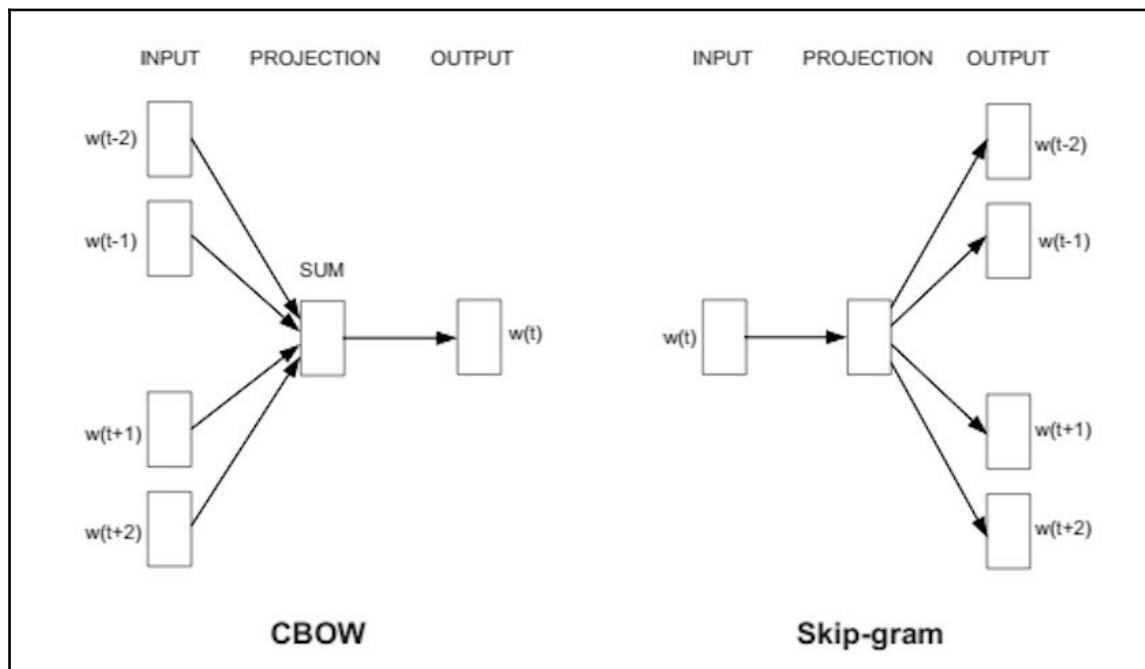 INPUT PROJECTION OUTPUT
w(t-2)
w(t-1)
SUM
w(t)
w(t+1)
w(t+2)
CBOW
INPUT PROJECTION OUTPUT
w(t-2)
w(t-1)
w(t)
w(t+1)
w(t+2)
Skip-gram